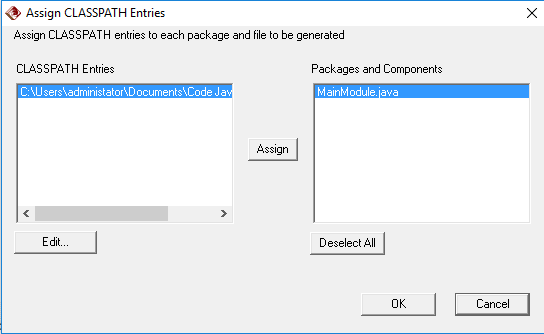 Assign CLASSPATH Entries
Assign CLASSPATH entries to each package and file to be generated
CLASSPATH Entries
Packages and Components
C:\Users\administator\Documents\Code Jav
MainModule.java
Assign
Edit...
Deselect All
OK
Cancel